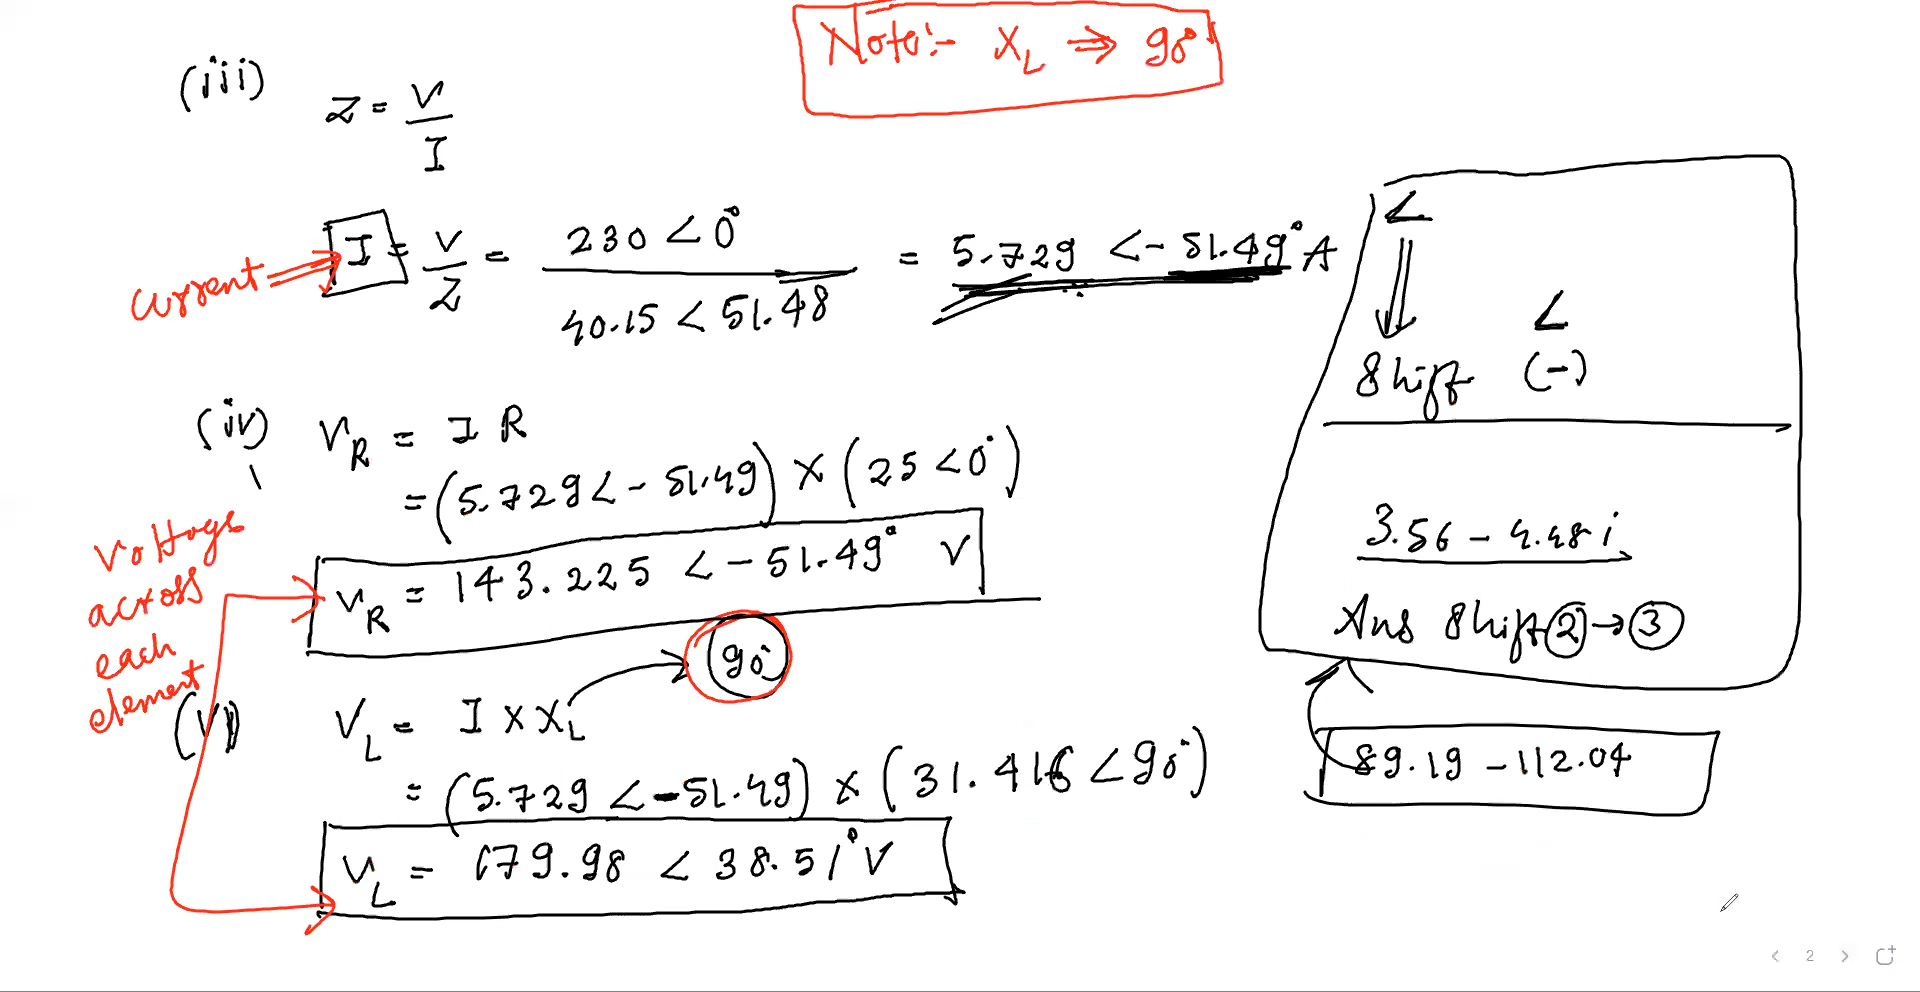 Note:- X_L ⇒ 90°
(iii)
Z = V/I
current
I = V/Z = 230 < 0° / 40.15 < 51.48 = 5.729 < - 51.49° A
(iv) V_R = I R
= (5.729 < - 51.49) × (25 < 0°)
V_R = 143.225 < - 51.49° V
Voltags
across
each
element
90°
(v) V_L = I × X_L
= (5.729 < - 51.49) × (31.416 < 90°)
V_L = 179.98 < 38.51° V
∠
∠
Shift (-)
3.56 - 4.48i
Ans Shift 2 → 3
89.19 - 112.04
2